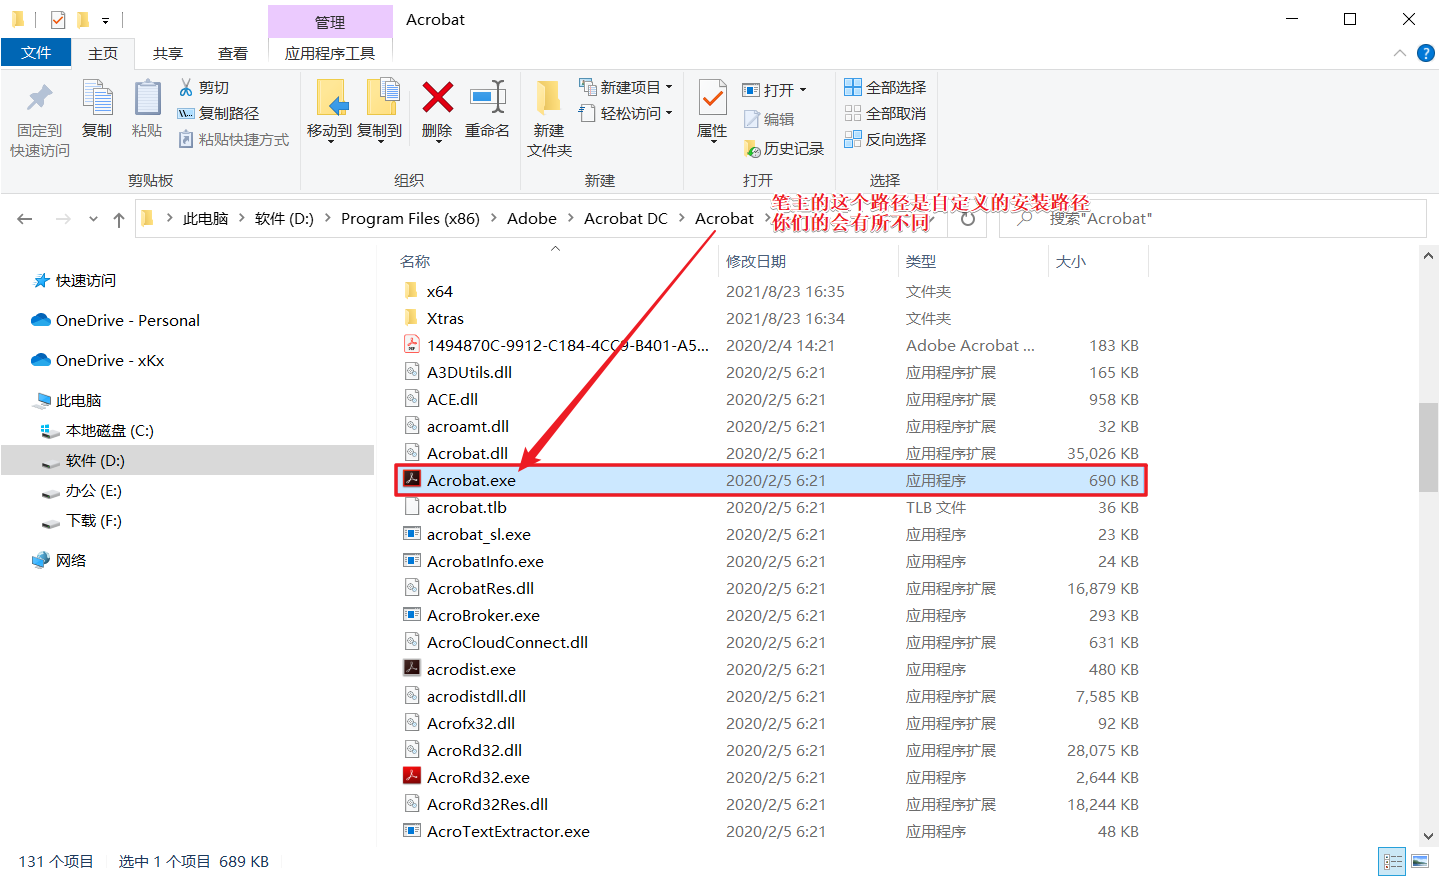 管理
Acrobat
文件
主页
共享
查看
应用程序工具
固定到
快速访问
复制
粘贴
剪切
复制路径
粘贴快捷方式
剪贴板
移动到
复制到
删除
重命名
组织
新建
文件夹
新建项目
轻松访问
新建
属性
打开
编辑
历史记录
打开
全部选择
全部取消
反向选择
选择
笔主的这个路径是自定义的安装路径
你们的会有所不同
此电脑 > 软件 (D:) > Program Files (x86) > Adobe > Acrobat DC > Acrobat >
搜索"Acrobat"
快速访问
OneDrive - Personal
OneDrive - xKx
此电脑
本地磁盘 (C:)
软件 (D:)
办公 (E:)
下载 (F:)
网络
名称 修改日期 类型 大小
x64 2021/8/23 16:35 文件夹
Xtras 2021/8/23 16:34 文件夹
1494870C-9912-C184-4CC9-B401-A5... 2020/2/4 14:21 Adobe Acrobat ... 183 KB
A3DUtils.dll 2020/2/5 6:21 应用程序扩展 165 KB
ACE.dll 2020/2/5 6:21 应用程序扩展 958 KB
acroamt.dll 2020/2/5 6:21 应用程序扩展 32 KB
Acrobat.dll 2020/2/5 6:21 应用程序扩展 35,026 KB
Acrobat.exe 2020/2/5 6:21 应用程序 690 KB
acrobat.tlb 2020/2/5 6:21 TLB 文件 36 KB
acrobat_sl.exe 2020/2/5 6:21 应用程序 23 KB
AcrobatInfo.exe 2020/2/5 6:21 应用程序 24 KB
AcrobatRes.dll 2020/2/5 6:21 应用程序扩展 16,879 KB
AcroBroker.exe 2020/2/5 6:21 应用程序 293 KB
AcroCloudConnect.dll 2020/2/5 6:21 应用程序扩展 631 KB
acrodist.exe 2020/2/5 6:21 应用程序 480 KB
acrodistdll.dll 2020/2/5 6:21 应用程序扩展 7,585 KB
Acrofx32.dll 2020/2/5 6:21 应用程序扩展 92 KB
AcroRd32.dll 2020/2/5 6:21 应用程序扩展 28,075 KB
AcroRd32.exe 2020/2/5 6:21 应用程序 2,644 KB
AcroRd32Res.dll 2020/2/5 6:21 应用程序扩展 18,244 KB
AcroTextExtractor.exe 2020/2/5 6:21 应用程序 48 KB
131 个项目 选中 1 个项目 689 KB